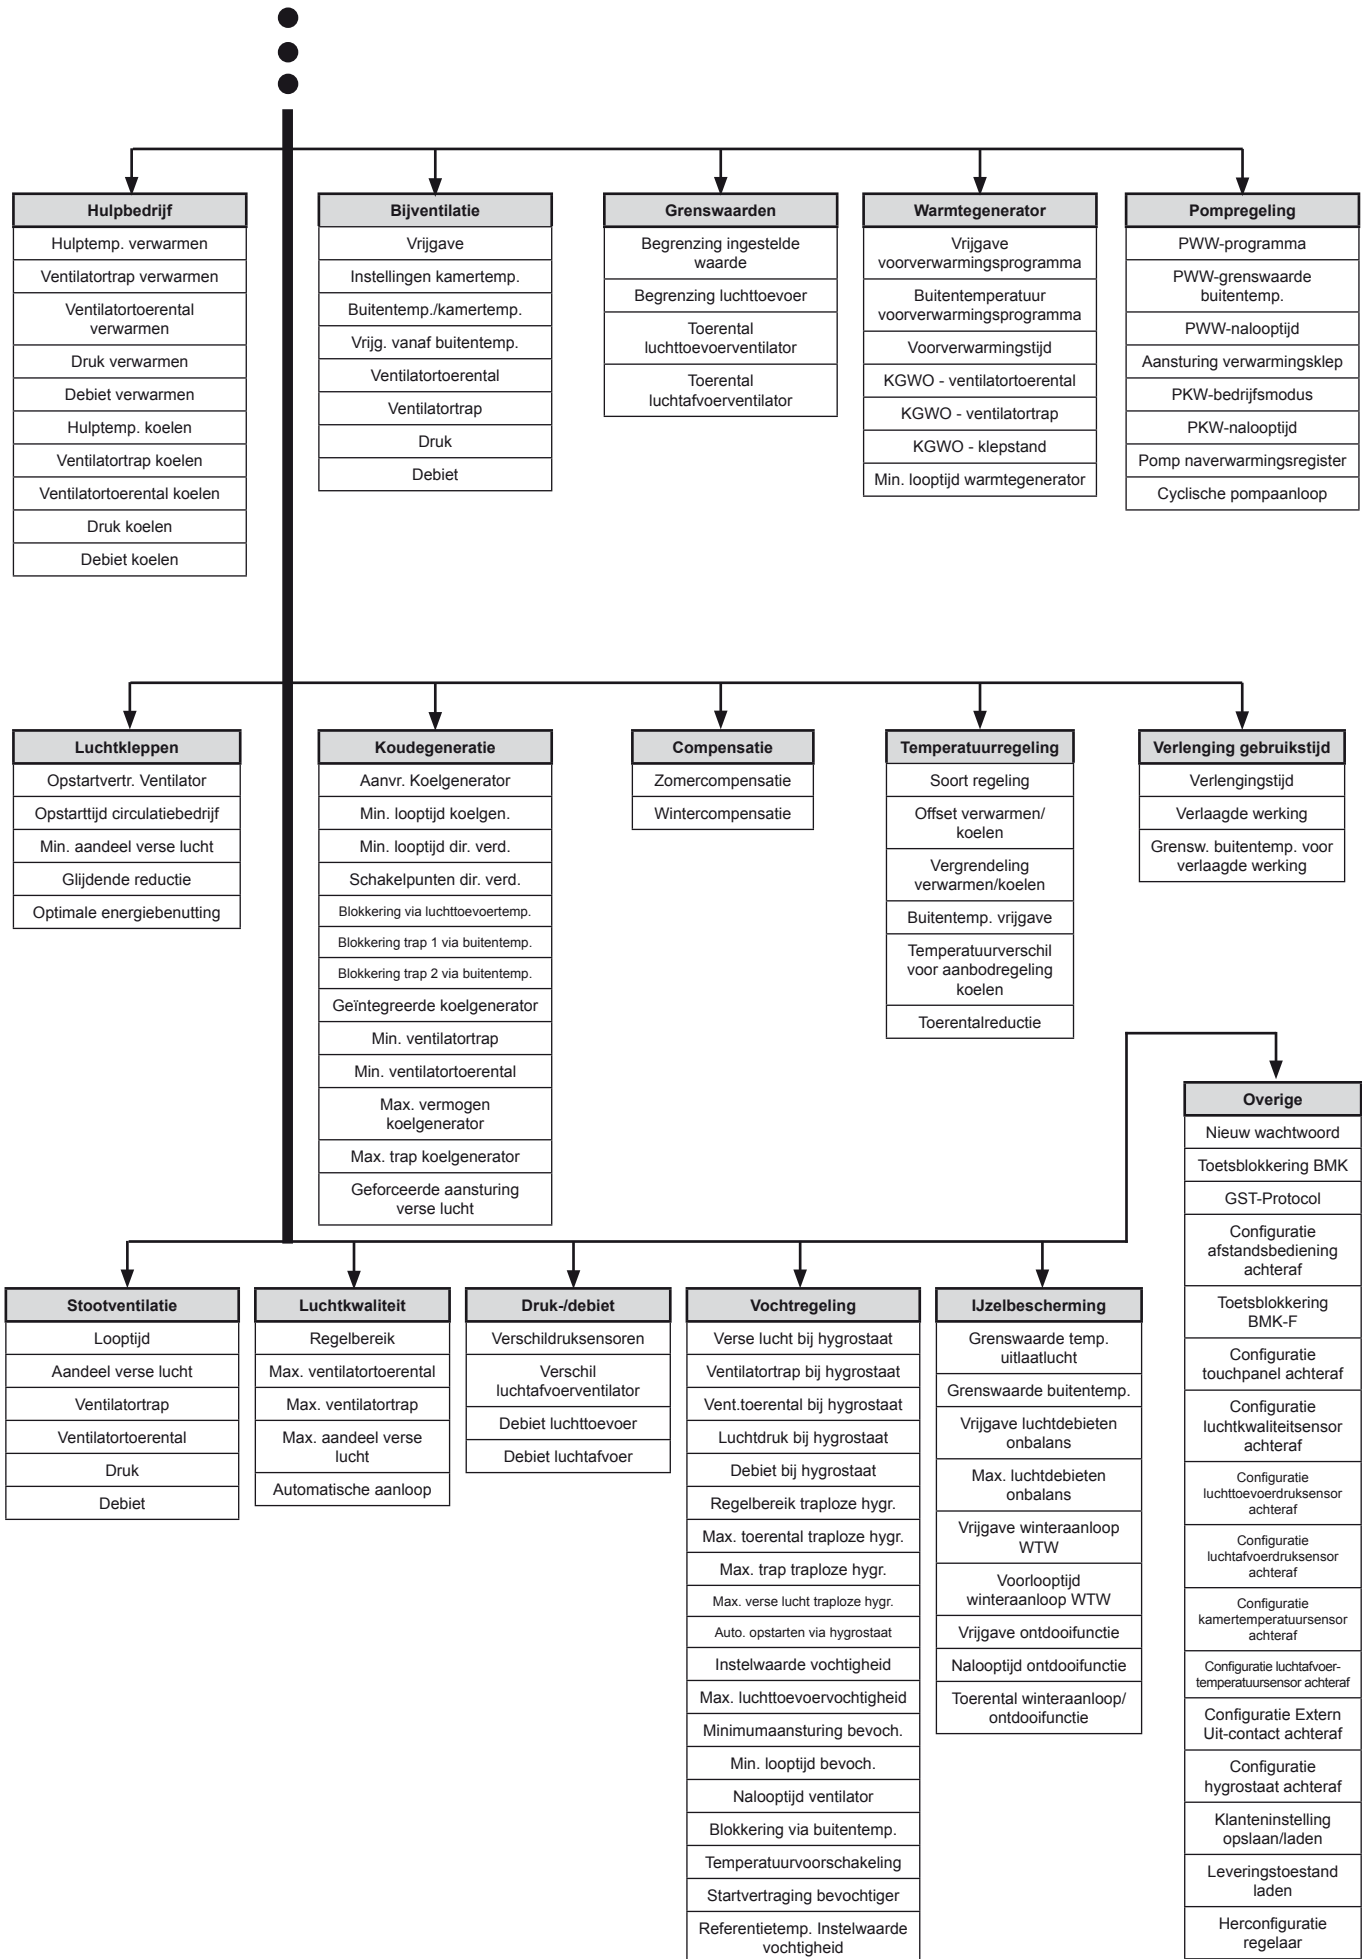 Hulpbedrijf
Hulptemp. verwarmen
Ventilatortrap verwarmen
Ventilatortoerental
verwarmen
Druk verwarmen
Debiet verwarmen
Hulptemp. koelen
Ventilatortrap koelen
Ventilatortoerental koelen
Druk koelen
Debiet koelen
Bijventilatie
Vrijgave
Instellingen kamertemp.
Buitentemp./kamertemp.
Vrijg. vanaf buitentemp.
Ventilatortoerental
Ventilatortrap
Druk
Debiet
Grenswaarden
Begrenzing ingestelde
waarde
Begrenzing luchttoevoer
Toerental
luchttoevoerventilator
Toerental
luchtafvoerventilator
Warmtegenerator
Vrijgave
voorverwarmingsprogramma
Buitentemperatuur
voorverwarmingsprogramma
Voorverwarmingstijd
KGWO - ventilatortoerental
KGWO - ventilatortrap
KGWO - klepstand
Min. looptijd warmtegenerator
Pompregeling
PWW-programma
PWW-grenswaarde
buitentemp.
PWW-nalooptijd
Aansturing verwarmingsklep
PKW-bedrijfsmodus
PKW-nalooptijd
Pomp naverwarmingsregister
Cyclische pompaanloop
Luchtkleppen
Opstartvertr. Ventilator
Opstarttijd circulatiebedrijf
Min. aandeel verse lucht
Glijdende reductie
Optimale energiebenutting
Koudegeneratie
Aanvr. Koelgenerator
Min. looptijd koelgen.
Min. looptijd dir. verd.
Schakelpunten dir. verd.
Blokkering via luchttoevoertemp.
Blokkering trap 1 via buitentemp.
Blokkering trap 2 via buitentemp.
Geïntegreerde koelgenerator
Min. ventilatortrap
Min. ventilatortoerental
Max. vermogen
koelgenerator
Max. trap koelgenerator
Geforceerde aansturing
verse lucht
Compensatie
Zomercompensatie
Wintercompensatie
Temperatuurregeling
Soort regeling
Offset verwarmen/
koelen
Vergrendeling
verwarmen/koelen
Buitentemp. vrijgave
Temperatuurverschil
voor aanbodregeling
koelen
Toerentalreductie
Verlenging gebruikstijd
Verlengingstijd
Verlaagde werking
Grensw. buitentemp. voor
verlaagde werking
Stootventilatie
Looptijd
Aandeel verse lucht
Ventilatortrap
Ventilatortoerental
Druk
Debiet
Luchtkwaliteit
Regelbereik
Max. ventilatortoerental
Max. ventilatortrap
Max. aandeel verse
lucht
Automatische aanloop
Druk-/debiet
Verschildruksensoren
Verschil
luchtafvoerventilator
Debiet luchttoevoer
Debiet luchtafvoer
Vochtregeling
Verse lucht bij hygrostaat
Ventilatortrap bij hygrostaat
Vent.toerental bij hygrostaat
Luchtdruk bij hygrostaat
Debiet bij hygrostaat
Regelbereik traploze hygr.
Max. toerental traploze hygr.
Max. trap traploze hygr.
Max. verse lucht traploze hygr.
Auto. opstarten via hygrostaat
Instelwaarde vochtigheid
Max. luchttoevoervochtigheid
Minimumaansturing bevoch.
Min. looptijd bevoch.
Nalooptijd ventilator
Blokkering via buitentemp.
Temperatuurvoorschakeling
Startvertraging bevochtiger
Referentietemp. Instelwaarde
vochtigheid
IJzelbescherming
Grenswaarde temp.
uitlaatlucht
Grenswaarde buitentemp.
Vrijgave luchtdebieten
onbalans
Max. luchtdebieten
onbalans
Vrijgave winteraanloop
WTW
Voorlooptijd
winteraanloop WTW
Vrijgave ontdooifunctie
Nalooptijd ontdooifunctie
Toerental winteraanloop/
ontdooifunctie
Overige
Nieuw wachtwoord
Toetsblokkering BMK
GST-Protocol
Configuratie
afstandsbediening
achteraf
Toetsblokkering
BMK-F
Configuratie
touchpanel achteraf
Configuratie
luchtkwaliteitsensor
achteraf
Configuratie
luchttoevoerdruksensor
achteraf
Configuratie
luchtafvoerdruksensor
achteraf
Configuratie
kamertemperatuursensor
achteraf
Configuratie luchtafvoer-
temperatuursensor achteraf
Configuratie Extern
Uit-contact achteraf
Configuratie
hygrostaat achteraf
Klanteninstelling
opslaan/laden
Leveringstoestand
laden
Herconfiguratie
regelaar